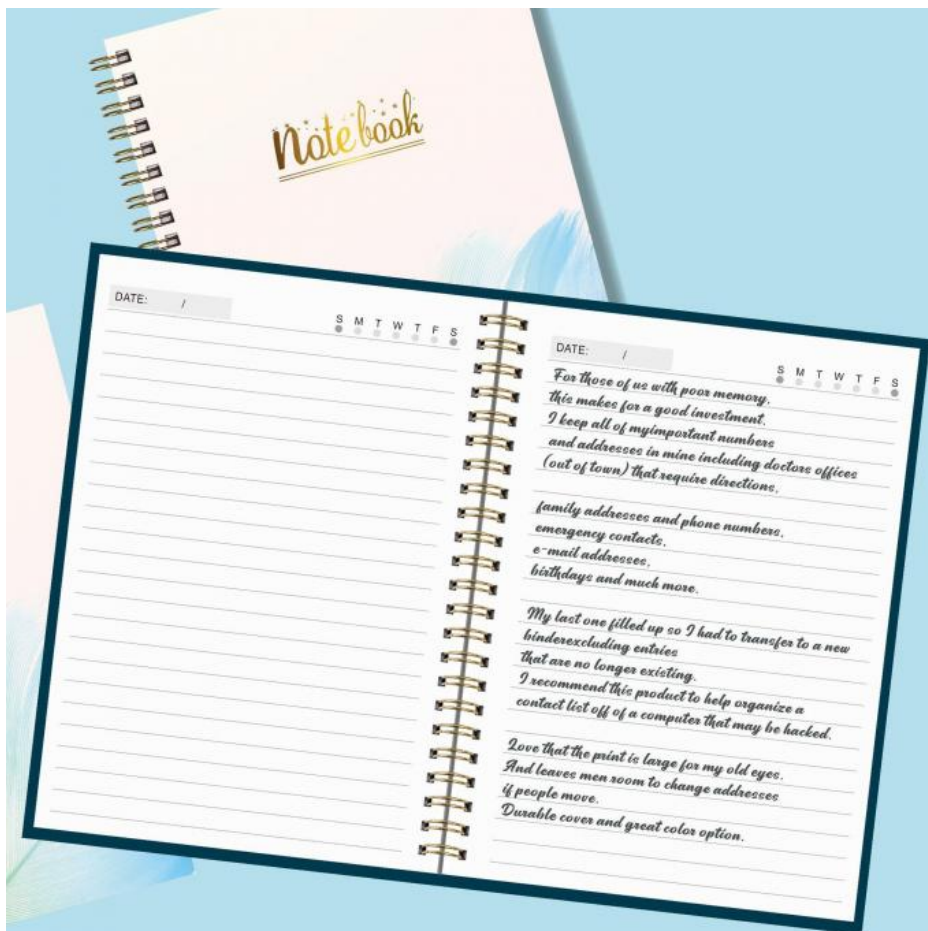 Notebook
DATE: /
S M T W T F S
DATE: /
S M T W T F S
For those of us with poor memory,
this makes for a good investment.
I keep all of myimportant numbers
and addresses in mine including doctors offices
(out of town) that require directions,
family addresses and phone numbers,
emergency contacts,
e-mail addresses,
birthdays and much more.
My last one filled up so I had to transfer to a new
binderexcluding entries
that are no longer existing.
I recommend this product to help organize a
contact list off of a computer that may be hacked.
Love that the print is large for my old eyes.
And leaves men room to change addresses
if people move.
Durable cover and great color option.